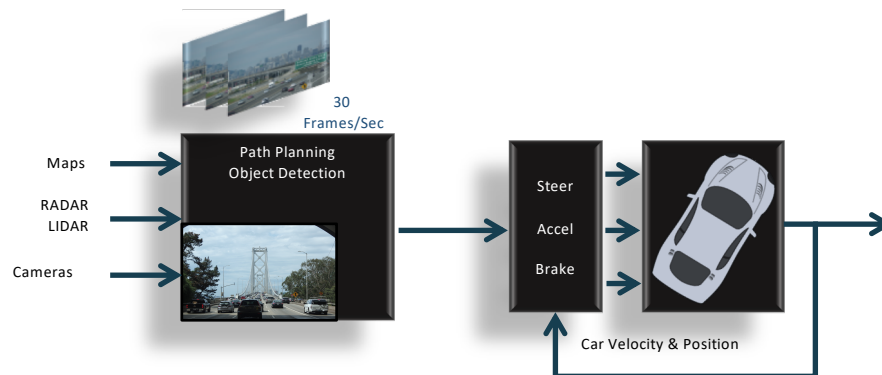 30
Frames/Sec
Path Planning
Object Detection
Maps
RADAR
LIDAR
Cameras
Steer
Accel
Brake
Car Velocity & Position